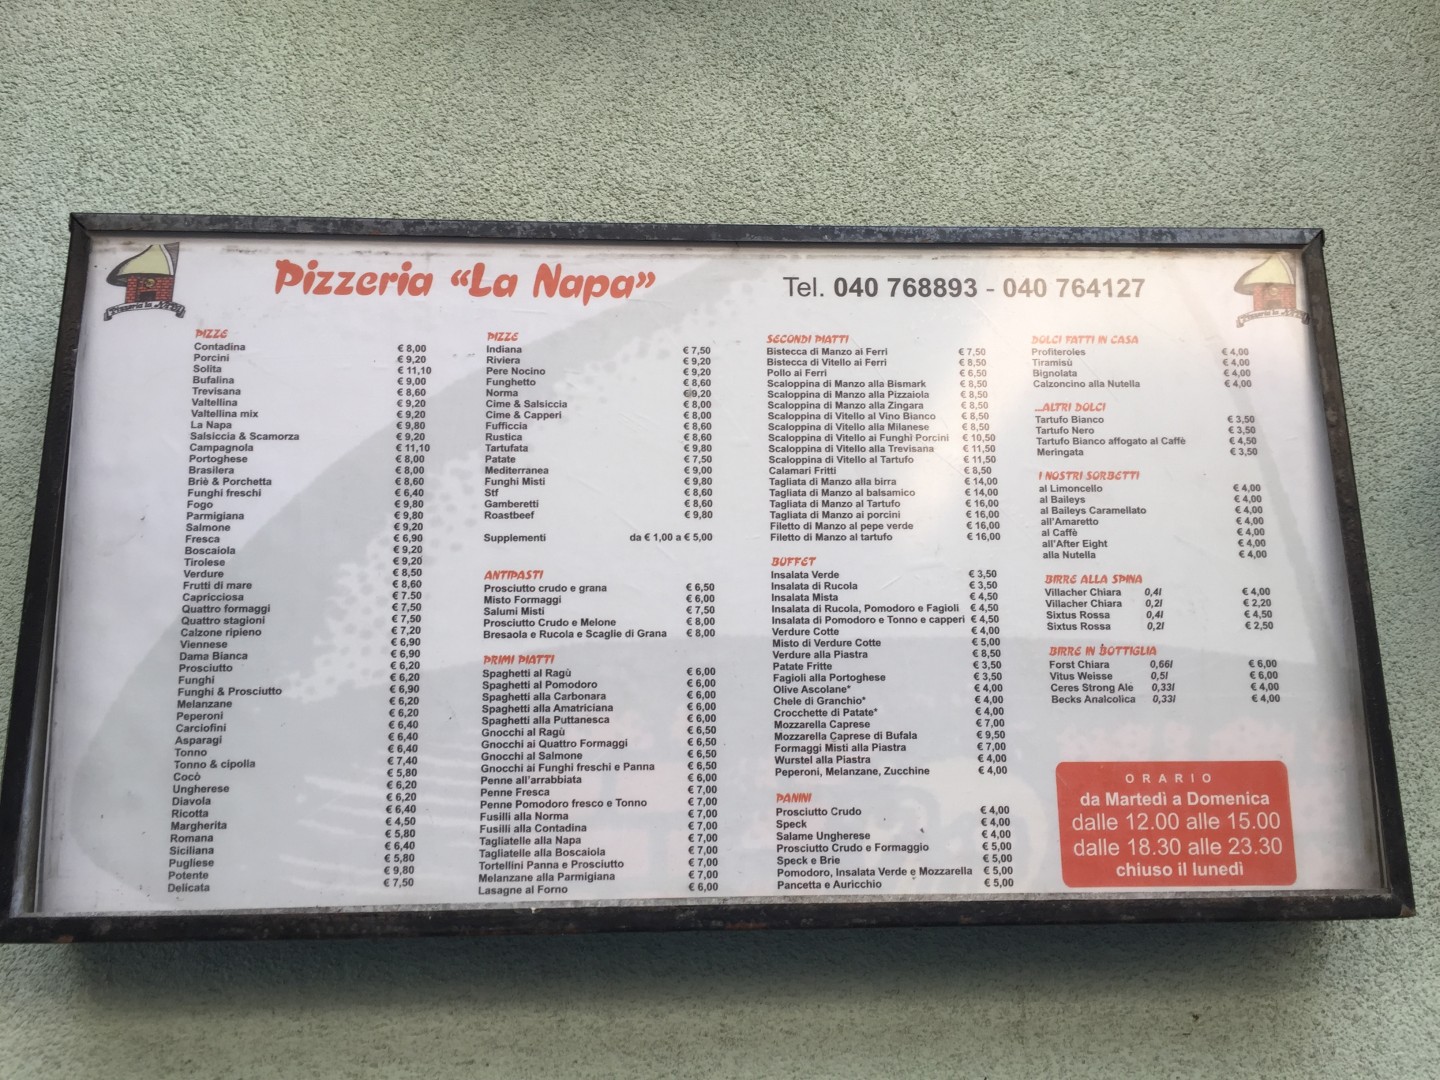 Pizzeria la NAPA
Pizzeria “La Napa”
Tel. 040 768893 - 040 764127
Pizzeria la NAPA
PIZZE
Contadina € 8,00
Porcini € 9,20
Solita € 11,10
Bufalina € 9,00
Trevisana € 8,60
Valtellina € 9,20
Valtellina mix € 9,20
La Napa € 9,80
Salsiccia & Scamorza € 9,20
Campagnola € 11,10
Portoghese € 8,00
Brasilera € 8,00
Briè & Porchetta € 8,60
Funghi freschi € 6,40
Fogo € 9,80
Parmigiana € 9,80
Salmone € 9,20
Fresca € 6,90
Boscaiola € 9,20
Tirolese € 9,20
Verdure € 8,50
Frutti di mare € 8,60
Capricciosa € 7.50
Quattro formaggi € 7,50
Quattro stagioni € 7,50
Calzone ripieno € 7,20
Viennese € 6,90
Dama Bianca € 6,90
Prosciutto € 6,20
Funghi € 6,20
Funghi & Prosciutto € 6,90
Melanzane € 6,20
Peperoni € 6,20
Carciofini € 6,40
Asparagi € 6,40
Tonno € 6,40
Tonno & cipolla € 7,40
Cocò € 5,80
Ungherese € 6,20
Diavola € 6,20
Ricotta € 6,40
Margherita € 4,50
Romana € 5,80
Siciliana € 6,40
Pugliese € 5,80
Potente € 9,80
Delicata € 7,50
PIZZE
Indiana € 7,50
Riviera € 9,20
Pere Nocino € 9,20
Funghetto € 8,60
Norma € 9,20
Cime & Salsiccia € 8,00
Cime & Capperi € 8,00
Fufficcia € 8,60
Rustica € 8,60
Tartufata € 9,80
Patate € 7,50
Mediterranea € 9,00
Funghi Misti € 9,80
Stf € 8,60
Gamberetti € 8,60
Roastbeef € 9,80
Supplementi da € 1,00 a € 5,00
ANTIPASTI
Prosciutto crudo e grana € 6,50
Misto Formaggi € 6,00
Salumi Misti € 7,50
Prosciutto Crudo e Melone € 8,00
Bresaola e Rucola e Scaglie di Grana € 8,00
PRIMI PIATTI
Spaghetti al Ragù € 6,00
Spaghetti al Pomodoro € 6,00
Spaghetti alla Carbonara € 6,00
Spaghetti alla Amatriciana € 6,00
Spaghetti alla Puttanesca € 6,00
Gnocchi al Ragù € 6,50
Gnocchi ai Quattro Formaggi € 6,50
Gnocchi al Salmone € 6,50
Gnocchi ai Funghi freschi e Panna € 6,50
Penne all'arrabbiata € 6,00
Penne Fresca € 7,00
Penne Pomodoro fresco e Tonno € 7,00
Fusilli alla Norma € 7,00
Fusilli alla Contadina € 7,00
Tagliatelle alla Napa € 7,00
Tagliatelle alla Boscaiola € 7,00
Tortellini Panna e Prosciutto € 7,00
Melanzane alla Parmigiana € 7,00
Lasagne al Forno € 6,00
SECONDI PIATTI
Bistecca di Manzo ai Ferri € 7,50
Bistecca di Vitello ai Ferri € 8,50
Pollo ai Ferri € 6,50
Scaloppina di Manzo alla Bismark € 8,50
Scaloppina di Manzo alla Pizzaiola € 8,50
Scaloppina di Manzo alla Zingara € 8,50
Scaloppina di Vitello al Vino Bianco € 8,50
Scaloppina di Vitello alla Milanese € 8,50
Scaloppina di Vitello ai Funghi Porcini € 10,50
Scaloppina di Vitello alla Trevisana € 11,50
Scaloppina di Vitello al Tartufo € 11,50
Calamari Fritti € 8,50
Tagliata di Manzo alla birra € 14,00
Tagliata di Manzo al balsamico € 14,00
Tagliata di Manzo al Tartufo € 16,00
Tagliata di Manzo ai porcini € 16,00
Filetto di Manzo al pepe verde € 16,00
Filetto di Manzo al tartufo € 16,00
BUFFET
Insalata Verde € 3,50
Insalata di Rucola € 3,50
Insalata Mista € 4,50
Insalata di Rucola, Pomodoro e Fagioli € 4,50
Insalata di Pomodoro e Tonno e capperi € 4,50
Verdure Cotte € 4,00
Misto di Verdure Cotte € 5,00
Verdure alla Piastra € 8,50
Patate Fritte € 3,50
Fagioli alla Portoghese € 3,50
Olive Ascolane* € 4,00
Chele di Granchio* € 4,00
Crocchette di Patate* € 4,00
Mozzarella Caprese € 7,00
Mozzarella Caprese di Bufala € 9,50
Formaggi Misti alla Piastra € 7,00
Wurstel alla Piastra € 4,00
Peperoni, Melanzane, Zucchine € 4,00
PANINI
Prosciutto Crudo € 4,00
Speck € 4,00
Salame Ungherese € 4,00
Prosciutto Crudo e Formaggio € 5,00
Speck e Brie € 5,00
Pomodoro, Insalata Verde e Mozzarella € 5,00
Pancetta e Auricchio € 5,00
DOLCI FATTI IN CASA
Profiteroles € 4,00
Tiramisù € 4,00
Bignolata € 4,00
Calzoncino alla Nutella € 4,00
...ALTRI DOLCI
Tartufo Bianco € 3,50
Tartufo Nero € 3,50
Tartufo Bianco affogato al Caffè € 4,50
Meringata € 3,50
I NOSTRI SORBETTI
al Limoncello € 4,00
al Baileys € 4,00
al Baileys Caramellato € 4,00
all'Amaretto € 4,00
al Caffè € 4,00
all'After Eight € 4,00
alla Nutella € 4,00
BIRRE ALLA SPINA
Villacher Chiara 0,4l € 4,00
Villacher Chiara 0,2l € 2,20
Sixtus Rossa 0,4l € 4,50
Sixtus Rossa 0,2l € 2,50
BIRRE IN BOTTIGLIA
Forst Chiara 0,66l € 6,00
Vitus Weisse 0,5l € 6,00
Ceres Strong Ale 0,33l € 4,00
Becks Analcolica 0,33l € 4,00
ORARIO
da Martedì a Domenica
dalle 12.00 alle 15.00
dalle 18.30 alle 23.30
chiuso il lunedì